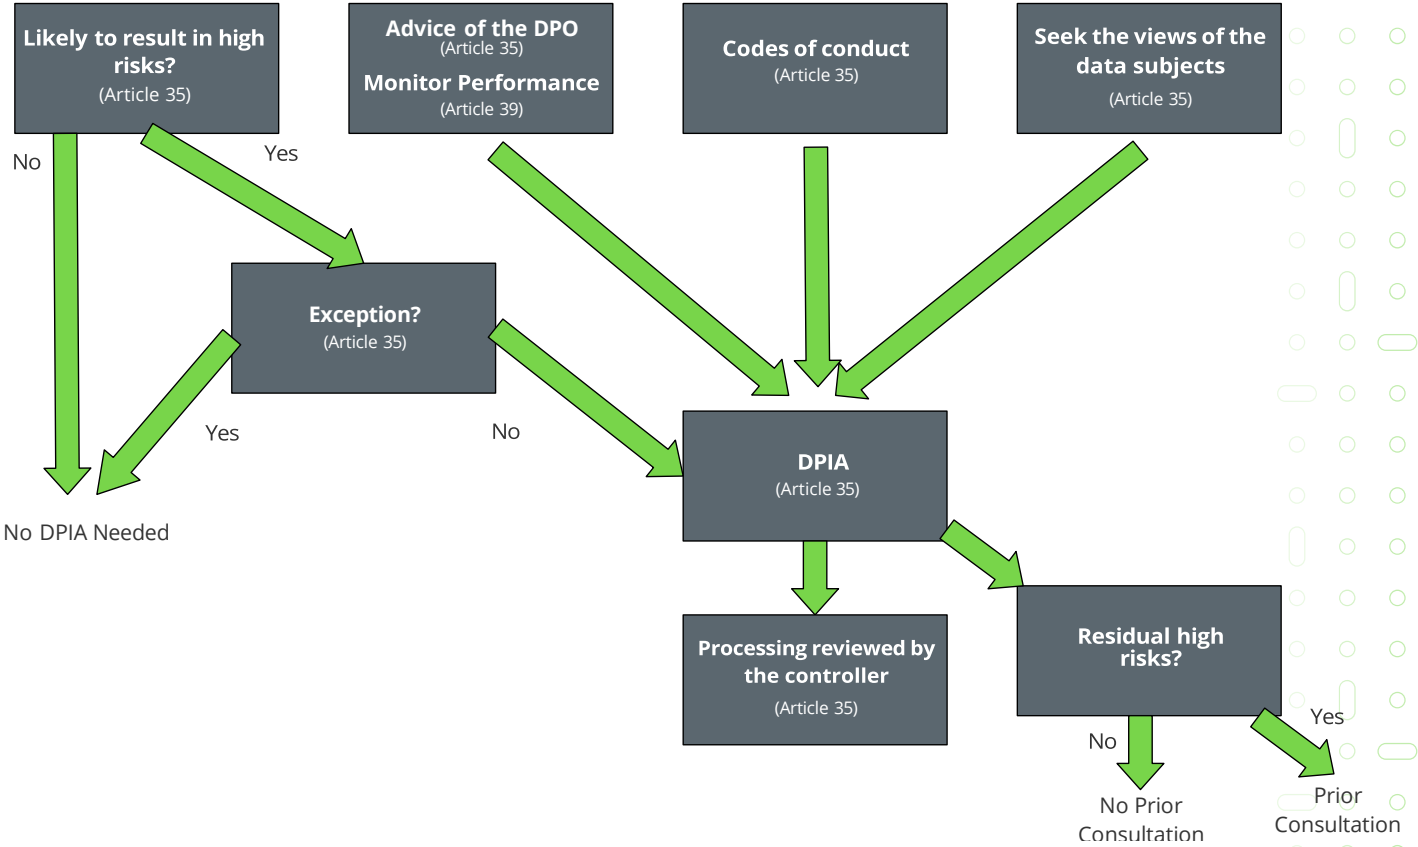 Likely to result in high
risks?
(Article 35)
Advice of the DPO
(Article 35)
Monitor Performance
(Article 39)
Codes of conduct
(Article 35)
Seek the views of the
data subjects
(Article 35)
No
Yes
Exception?
(Article 35)
Yes
No
No DPIA Needed
DPIA
(Article 35)
Processing reviewed by
the controller
(Article 35)
Residual high
risks?
No
Yes
No Prior
Consultation
Prior
Consultation